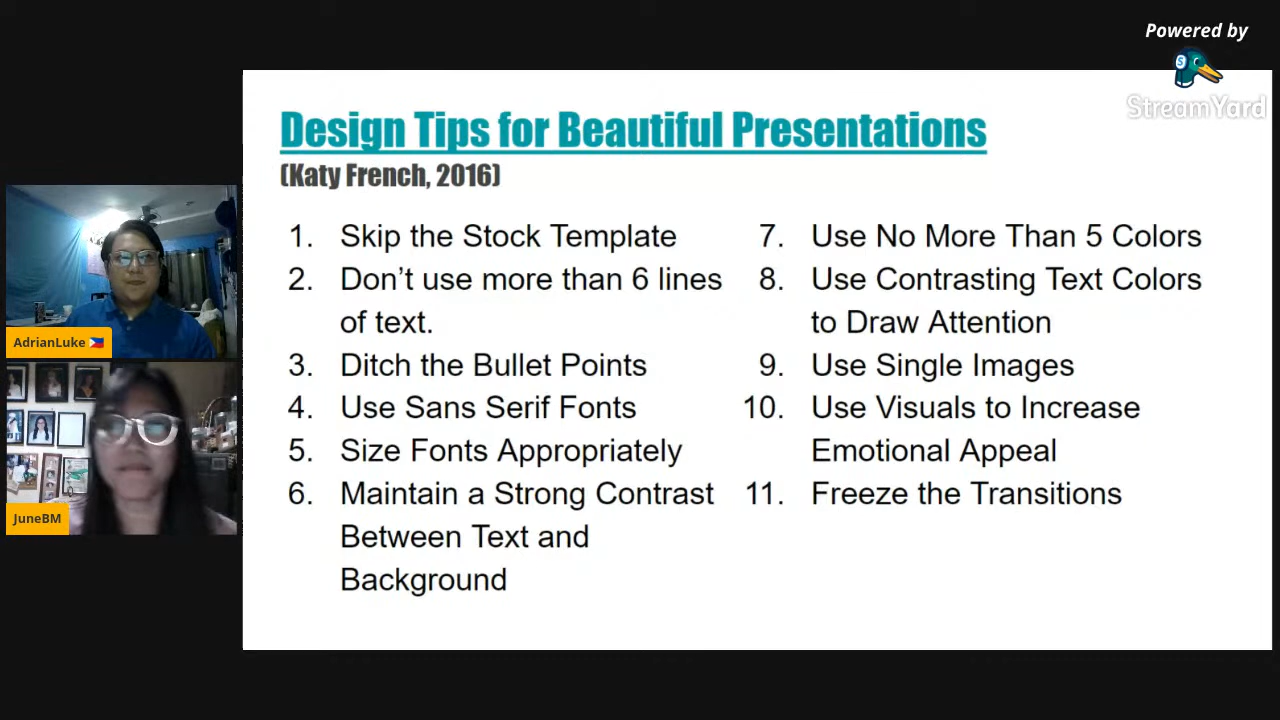 Powered by
StreamYard
Design Tips for Beautiful Presentations
(Katy French, 2016)
1. Skip the Stock Template
2. Don’t use more than 6 lines
of text.
3. Ditch the Bullet Points
4. Use Sans Serif Fonts
5. Size Fonts Appropriately
6. Maintain a Strong Contrast
Between Text and
Background
7. Use No More Than 5 Colors
8. Use Contrasting Text Colors
to Draw Attention
9. Use Single Images
10. Use Visuals to Increase
Emotional Appeal
11. Freeze the Transitions
AdrianLuke 🇵🇭
JuneBM